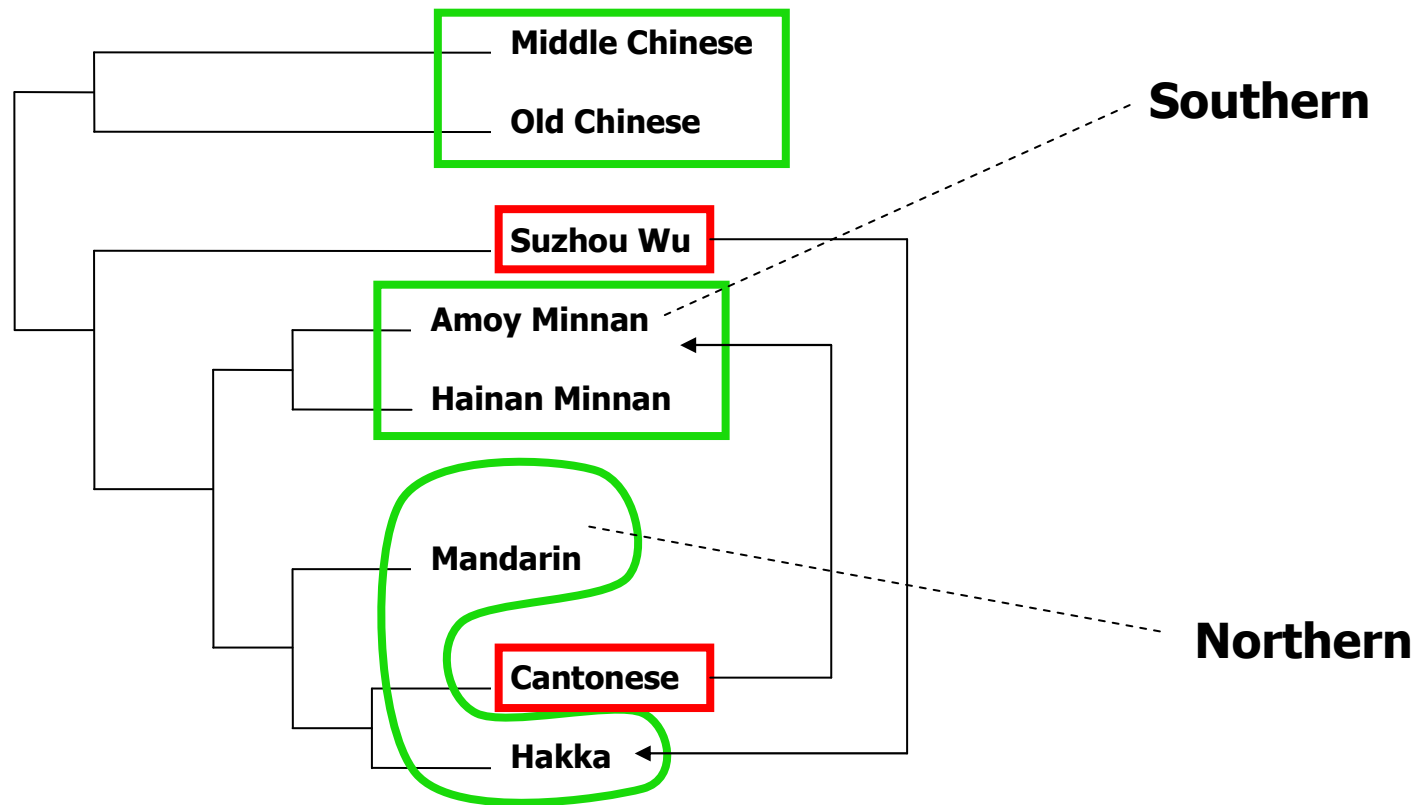 Middle Chinese
Southern
Old Chinese
Suzhou Wu
Amoy Minnan
Hainan Minnan
Mandarin
Northern
Cantonese
Hakka